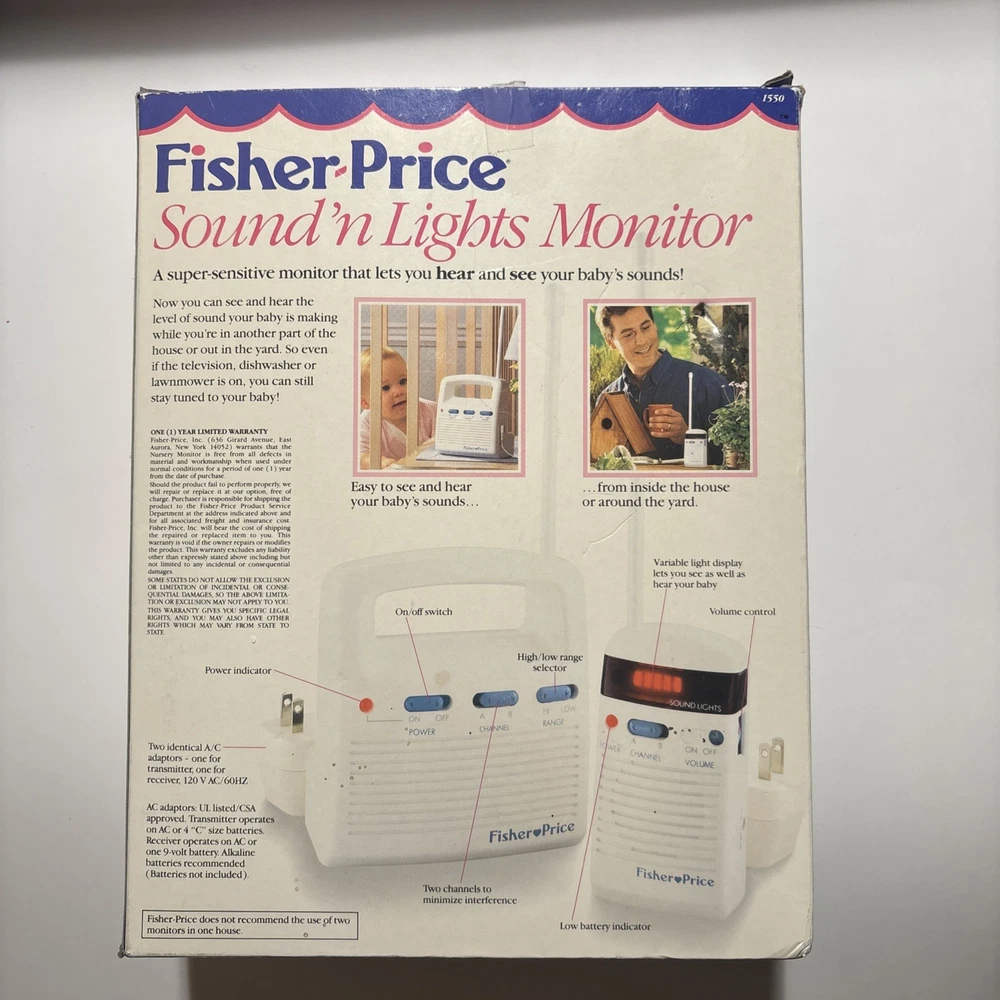 1550
™
Fisher-Price
Sound 'n Lights Monitor
A super-sensitive monitor that lets you hear and see your baby's sounds!
Now you can see and hear the
level of sound your baby is making
while you're in another part of the
house or out in the yard. So even
if the television, dishwasher or
lawnmower is on, you can still
stay tuned to your baby!
ONE (1) YEAR LIMITED WARRANTY
Fisher-Price, Inc. (636 Girard Avenue, East
Aurora, New York 14052) warrants that the
Nursery Monitor is free from all defects in
material and workmanship when used under
normal conditions for a period of one (1) year
from the date of purchase.
Should the product fail to perform properly, we
will repair or replace it at our option, free of
charge. Purchaser is responsible for shipping the
product to the Fisher-Price Product Service
Department at the address indicated above and
for all associated freight and insurance cost.
Fisher-Price, Inc. will bear the cost of shipping
the repaired or replaced item to you. This
warranty is void if the owner repairs or modifies
the product. This warranty excludes any liability
other than expressly stated above including but
not limited to any incidental or consequential
damages.
SOME STATES DO NOT ALLOW THE EXCLUSION
OR LIMITATION OF INCIDENTAL OR CONSE-
QUENTIAL DAMAGES, SO THE ABOVE LIMITA-
TION OR EXCLUSION MAY NOT APPLY TO YOU.
THIS WARRANTY GIVES YOU SPECIFIC LEGAL
RIGHTS, AND YOU MAY ALSO HAVE OTHER
RIGHTS WHICH MAY VARY FROM STATE TO
STATE.
Fisher-Price
Easy to see and hear
your baby's sounds...
...from inside the house
or around the yard.
Variable light display
lets you see as well as
hear your baby
Volume control
On/off switch
High/low range
selector
Power indicator
SOUND LIGHTS
ON OFF
POWER
A B
CHANNEL
HI LOW
RANGE
POWER
A B
CHANNEL
ON OFF
VOLUME
Two identical A/C
adaptors - one for
transmitter, one for
receiver, 120 V AC/60HZ
AC adaptors: UL listed/CSA
approved. Transmitter operates
on AC or 4 "C" size batteries.
Receiver operates on AC or
one 9-volt battery. Alkaline
batteries recommended
(Batteries not included).
Fisher Price
Fisher Price
Two channels to
minimize interference
Low battery indicator
Fisher-Price does not recommend the use of two
monitors in one house.